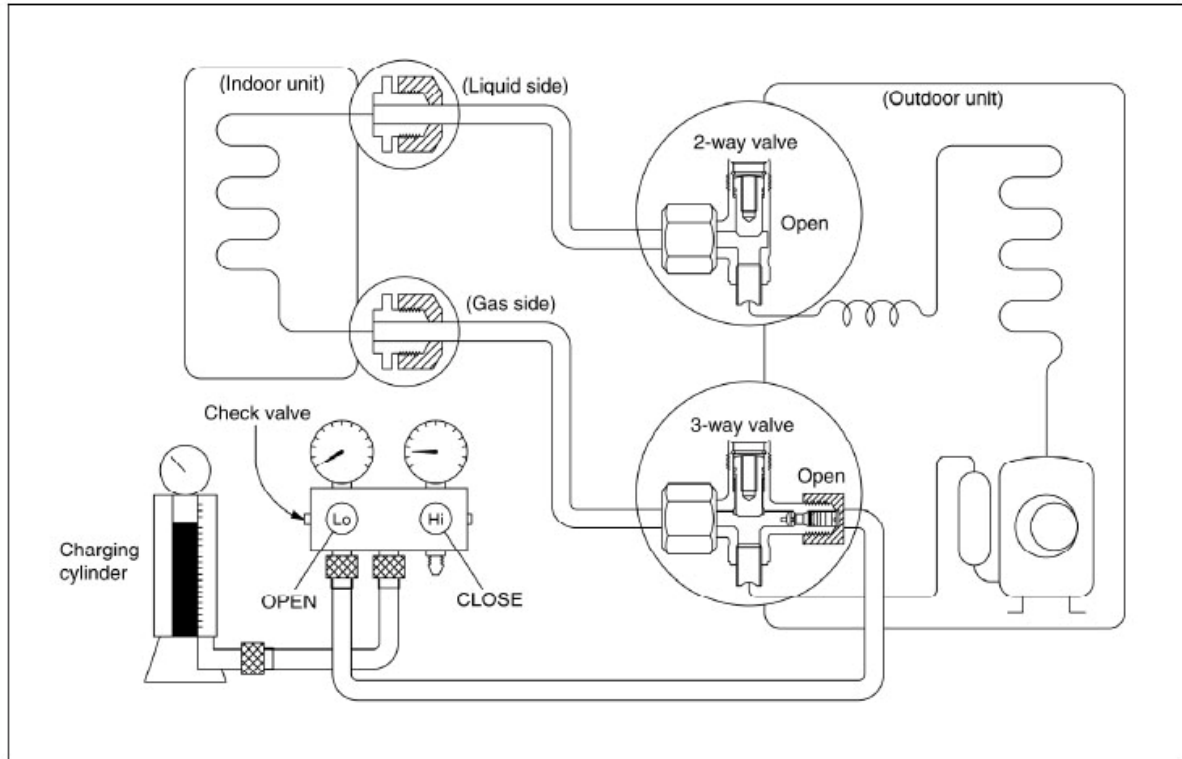 (Indoor unit)
(Liquid side)
(Outdoor unit)
2-way valve
Open
(Gas side)
Check valve
3-way valve
Open
Lo
Hi
Charging
cylinder
OPEN
CLOSE